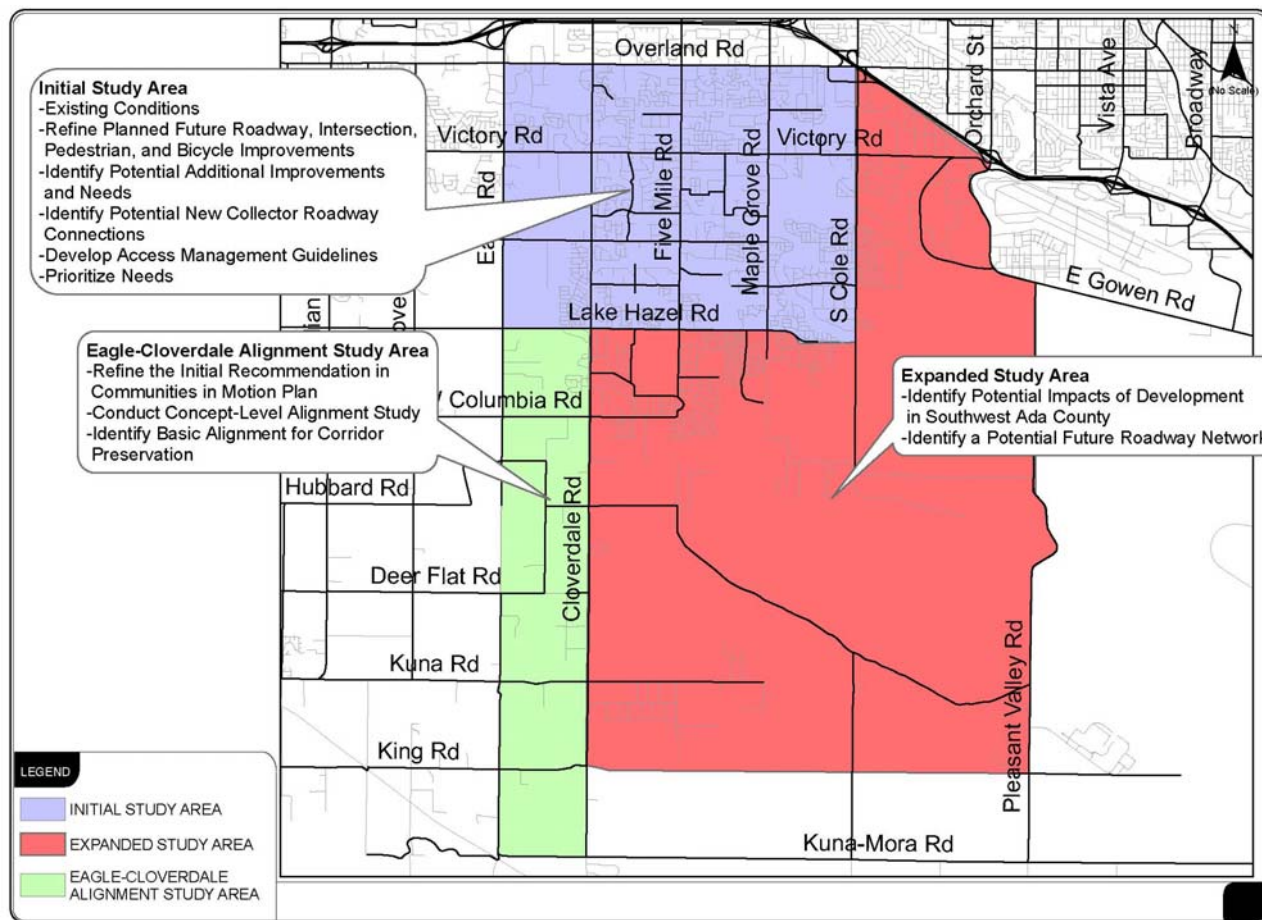 Overland Rd
Orchard St
Vista Ave
Broadway
N
(No Scale)
Initial Study Area
-Existing Conditions
-Refine Planned Future Roadway, Intersection,
Pedestrian, and Bicycle Improvements
-Identify Potential Additional Improvements
and Needs
-Identify Potential New Collector Roadway
Connections
-Develop Access Management Guidelines
-Prioritize Needs
Victory Rd
Victory Rd
Five Mile Rd
Maple Grove Rd
S Cole Rd
Rd
E Gowen Rd
Lake Hazel Rd
Eagle-Cloverdale Alignment Study Area
-Refine the Initial Recommendation in
Communities in Motion Plan
-Conduct Concept-Level Alignment Study
-Identify Basic Alignment for Corridor
Preservation
Columbia Rd
Expanded Study Area
-Identify Potential Impacts of Development
in Southwest Ada County
-Identify a Potential Future Roadway Network
Hubbard Rd
Cloverdale Rd
Deer Flat Rd
Kuna Rd
Pleasant Valley Rd
King Rd
Kuna-Mora Rd
LEGEND
INITIAL STUDY AREA
EXPANDED STUDY AREA
EAGLE-CLOVERDALE
ALIGNMENT STUDY AREA